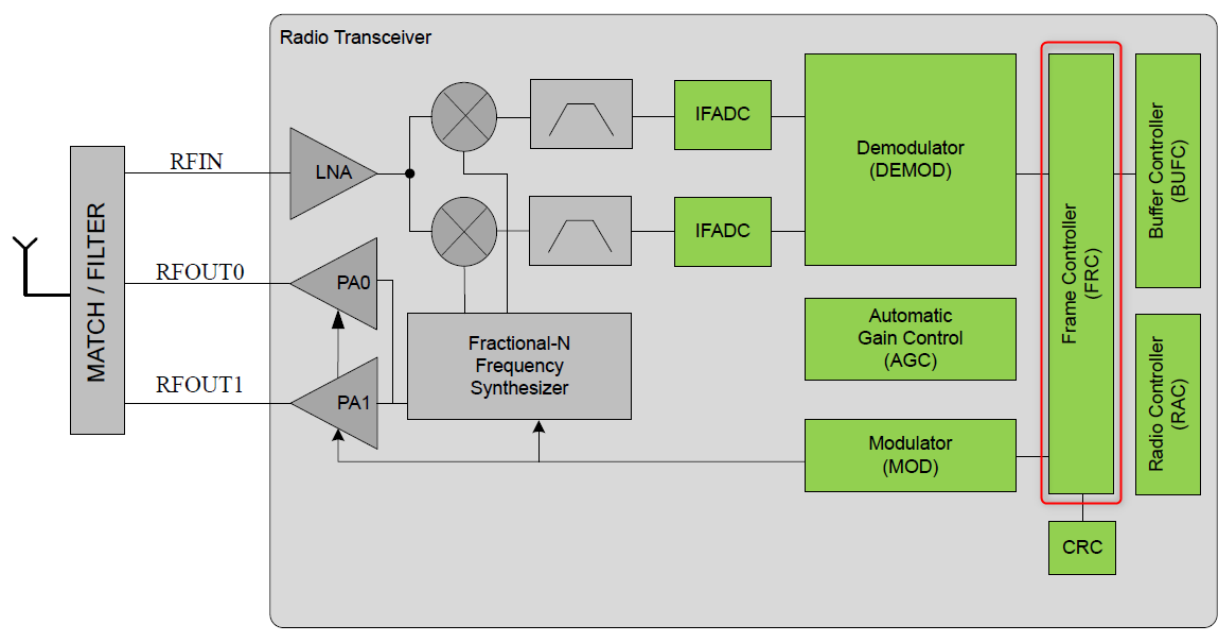 Radio Transceiver
MATCH / FILTER
RFIN
LNA
IFADC
IFADC
Demodulator
(DEMOD)
RFOUT0
PA0
RFOUT1
PA1
Fractional-N
Frequency
Synthesizer
Automatic
Gain Control
(AGC)
Modulator
(MOD)
Frame Controller
(FRC)
Buffer Controller
(BUFC)
Radio Controller
(RAC)
CRC